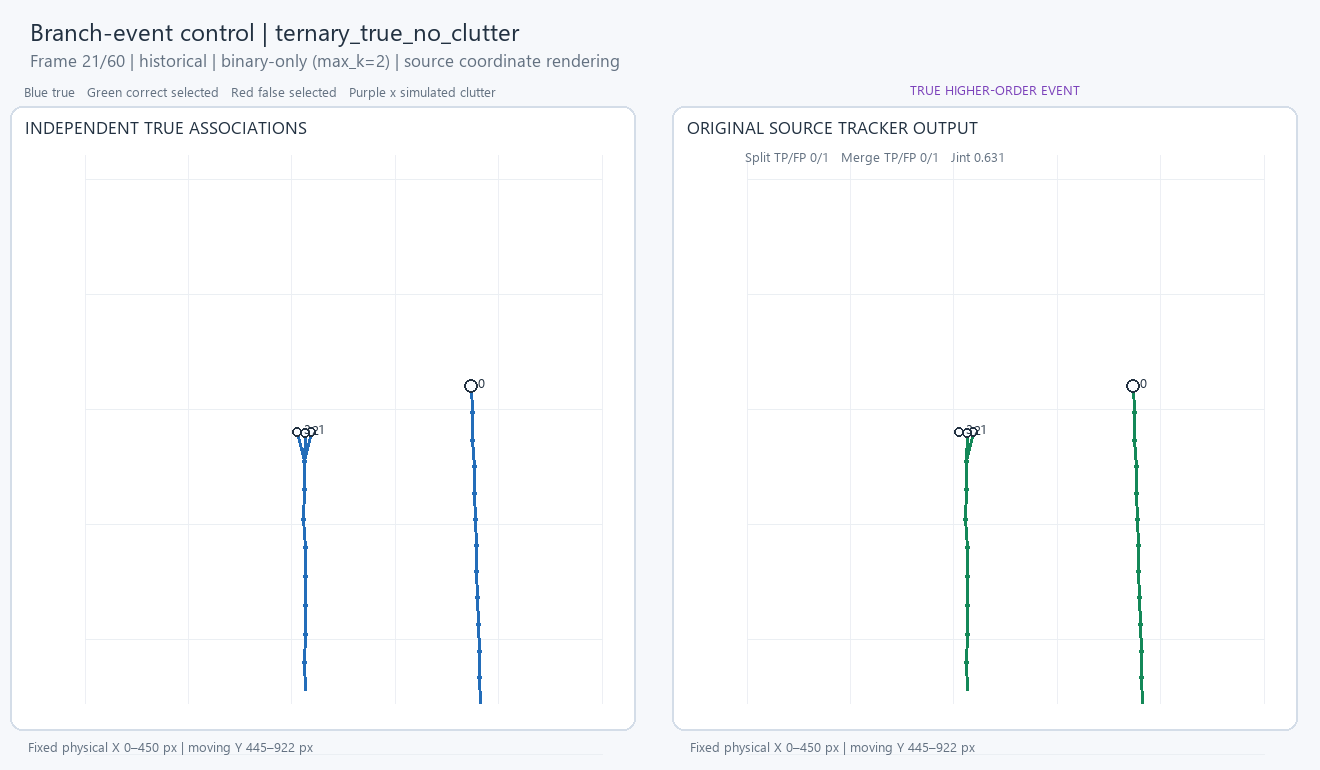 Branch-event control | ternary_true_no_clutter
Frame 21/60 | historical | binary-only (max_k=2) | source coordinate rendering
Blue true Green correct selected Red false selected Purple x simulated clutter
TRUE HIGHER-ORDER EVENT
INDEPENDENT TRUE ASSOCIATIONS
0
21
Fixed physical X 0–450 px | moving Y 445–922 px
ORIGINAL SOURCE TRACKER OUTPUT
Split TP/FP 0/1 Merge TP/FP 0/1 Jint 0.631
0
21
Fixed physical X 0–450 px | moving Y 445–922 px